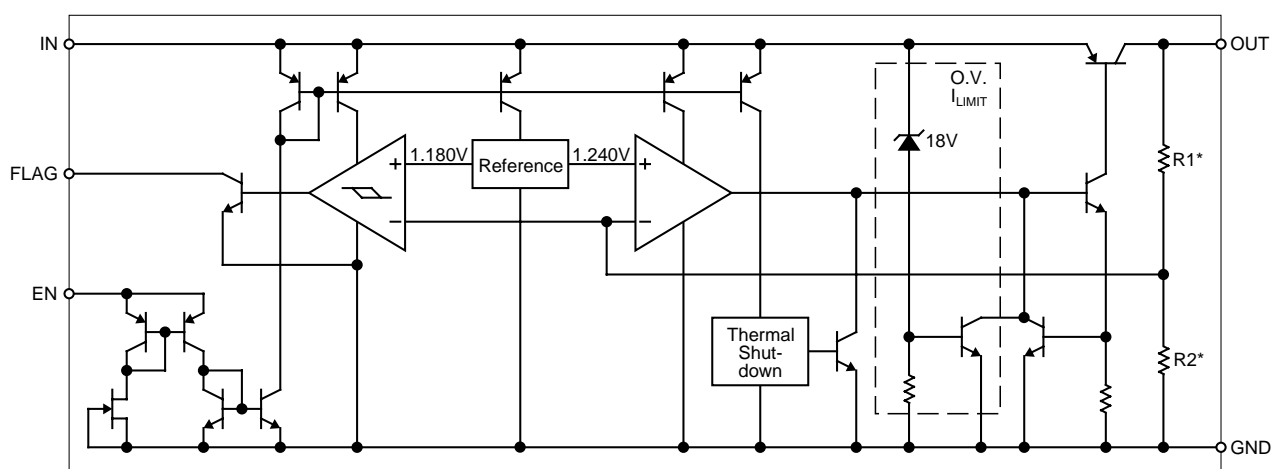 IN
OUT
O.V.
ILIMIT
18V
1.180V
Reference
1.240V
R1*
FLAG
+
+
−
−
EN
Thermal
Shut-
down
R2*
GND